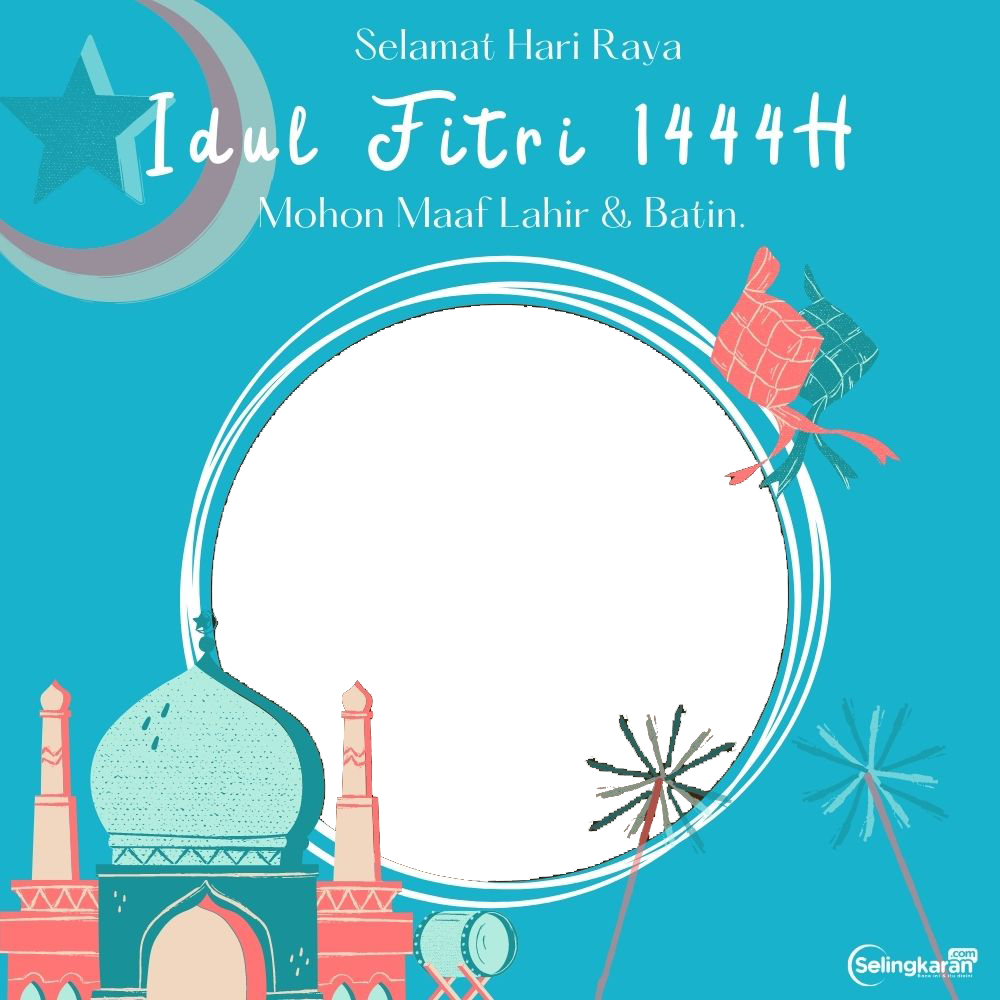 Selamat Hari Raya
Idul Fitri 1444H
Mohon Maaf Lahir & Batin.
Selingkaran.com